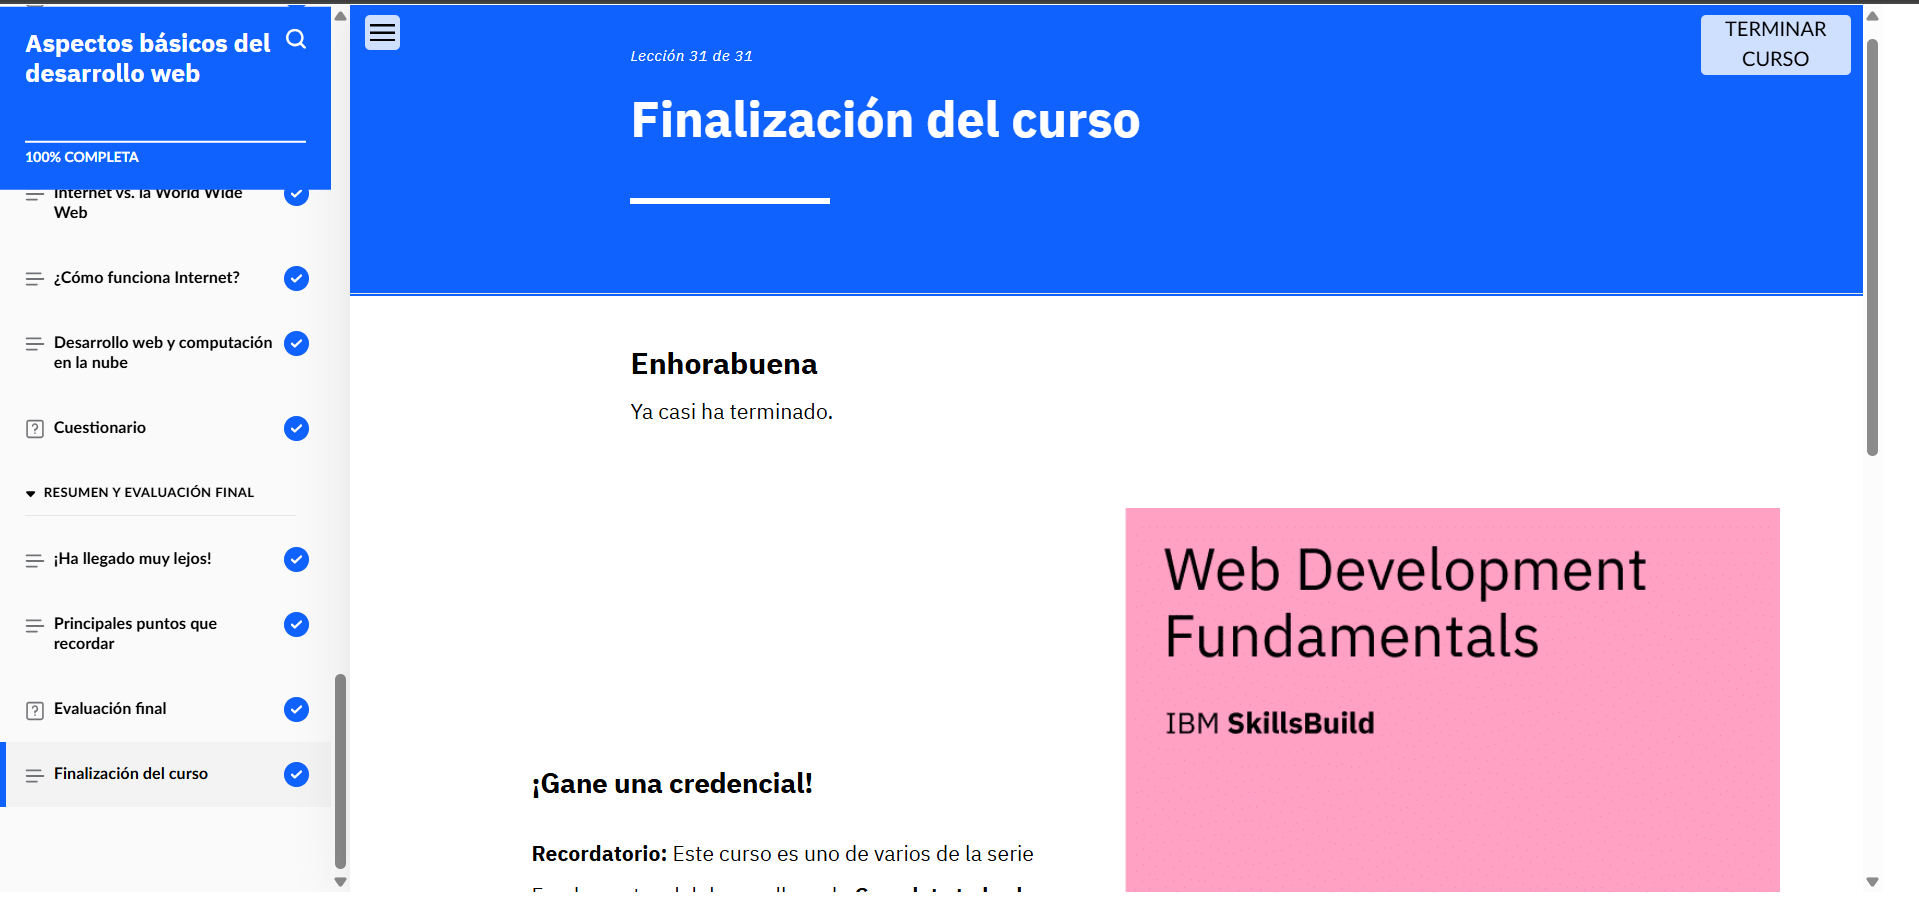 Aspectos básicos del
desarrollo web
100% COMPLETA
Internet vs. la World Wide
Web
¿Cómo funciona Internet?
Desarrollo web y computación
en la nube
Cuestionario
RESUMEN Y EVALUACIÓN FINAL
¡Ha llegado muy lejos!
Principales puntos que
recordar
Evaluación final
Finalización del curso
TERMINAR
CURSO
Lección 31 de 31
Finalización del curso
Enhorabuena
Ya casi ha terminado.
Web Development
Fundamentals
IBM SkillsBuild
¡Gane una credencial!
Recordatorio: Este curso es uno de varios de la serie